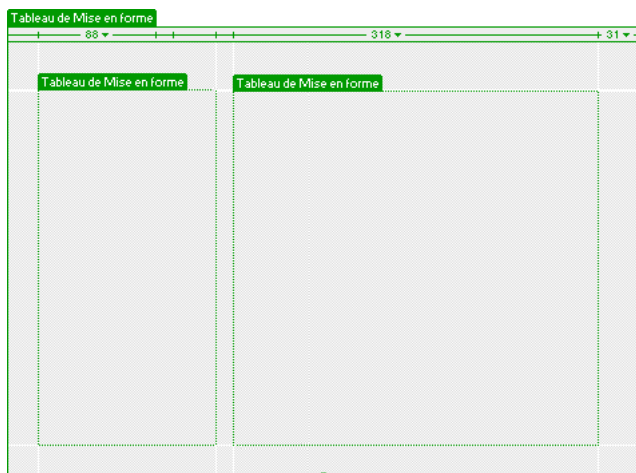 Tableau de Mise en forme
88 318 31
Tableau de Mise en forme Tableau de Mise en forme